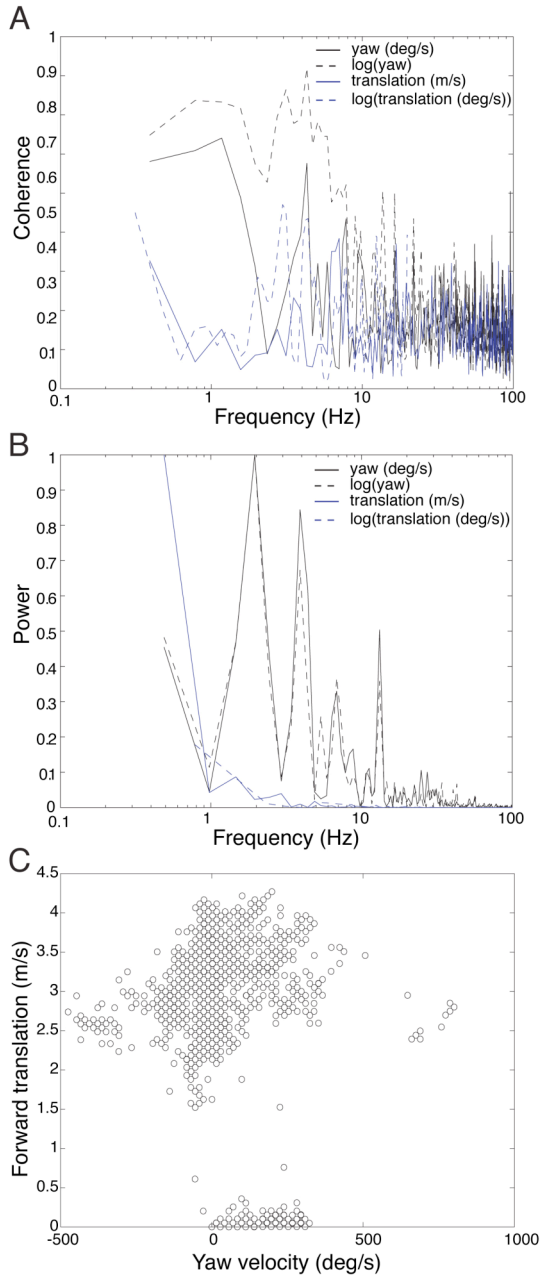 A
1
0.9
0.8
0.7
0.6
0.5
0.4
0.3
0.2
0.1
0
Coherence
yaw (deg/s)
log(yaw)
translation (m/s)
log(translation (deg/s))
0.1
1
10
100
Frequency (Hz)
B
1
0.9
0.8
0.7
0.6
0.5
0.4
0.3
0.2
0.1
0
Power
yaw (deg/s)
log(yaw)
translation (m/s)
log(translation (deg/s))
0.1
1
10
100
Frequency (Hz)
C
4.5
4
3.5
3
2.5
2
1.5
1
0.5
0
Forward translation (m/s)
-500
0
500
1000
Yaw velocity (deg/s)